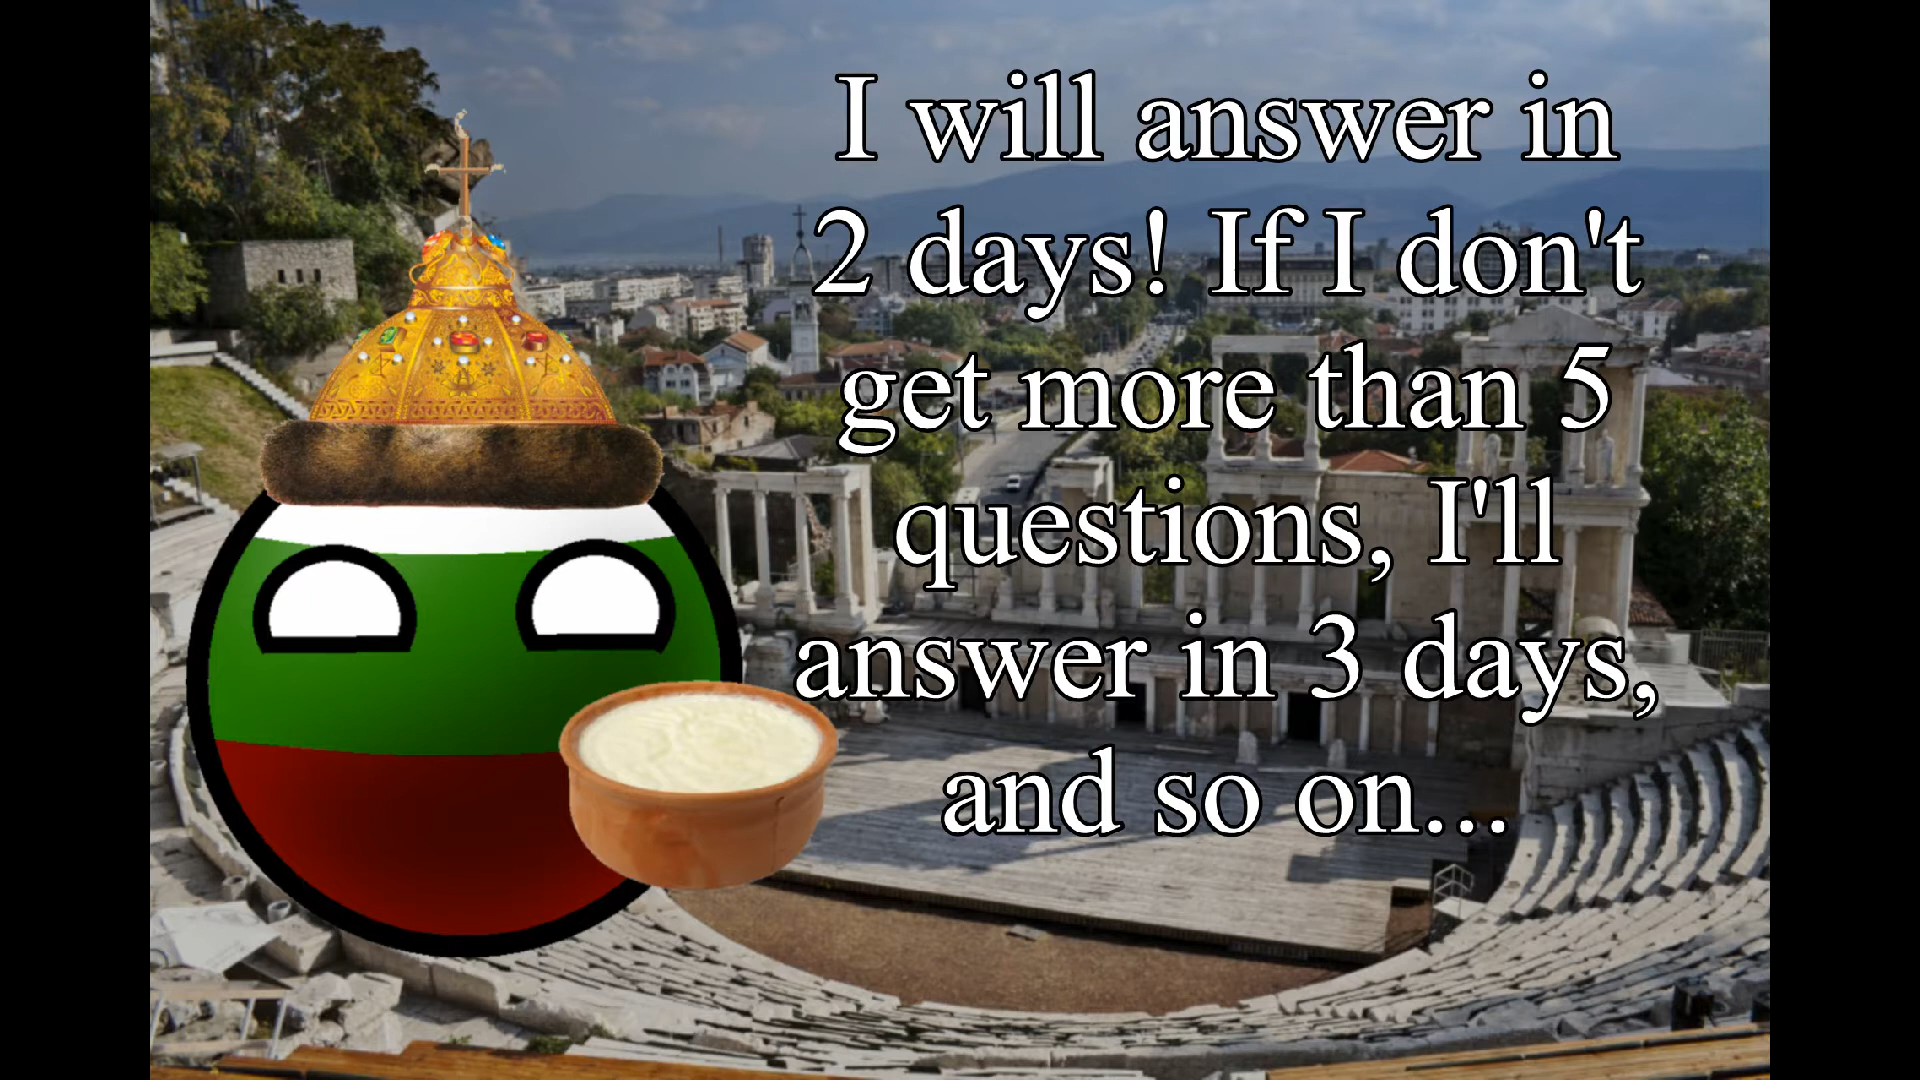 I will answer in
2 days! If I don't
get more than 5
questions, I'll
answer in 3 days,
and so on...